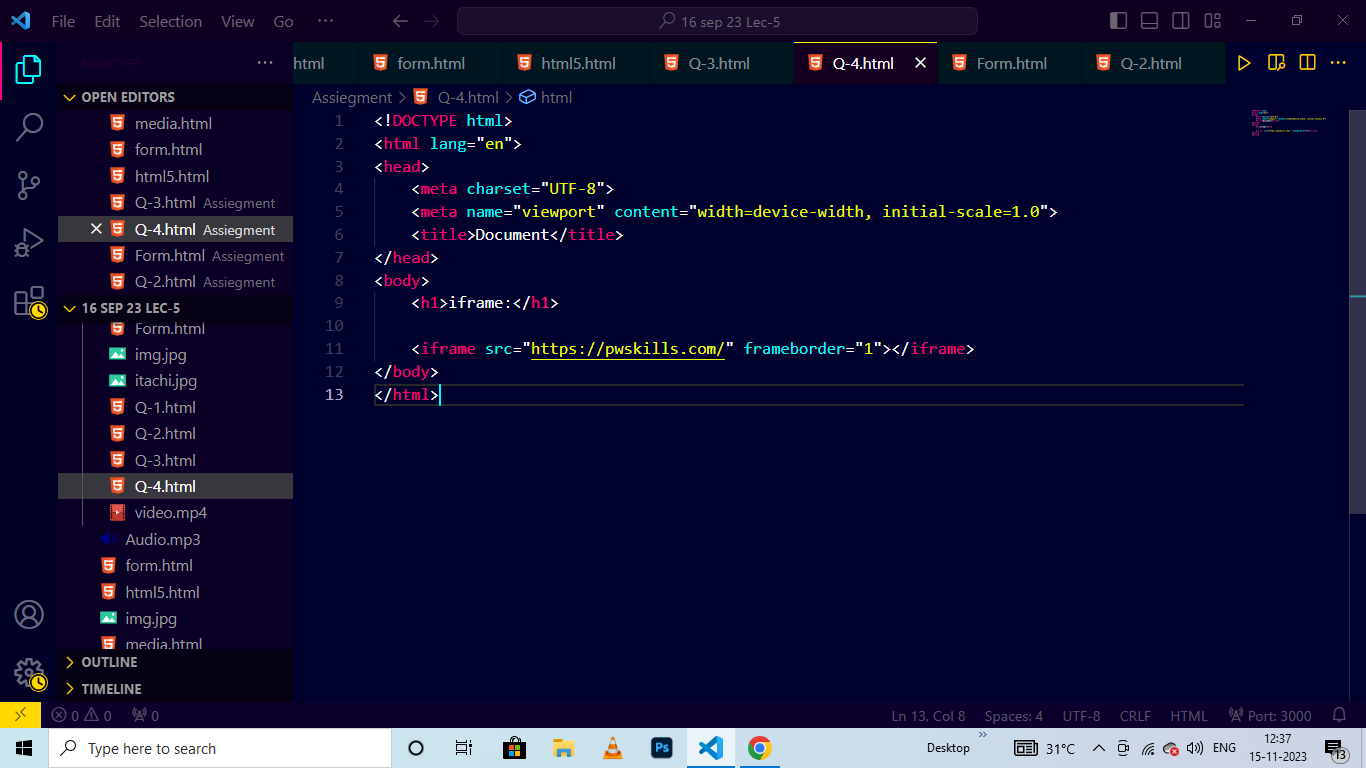 File Edit Selection View Go ··· 16 sep 23 Lec-5
EXPLORER
OPEN EDITORS
media.html
form.html
html5.html
Q-3.html Assiegment
Q-4.html Assiegment
Form.html Assiegment
Q-2.html Assiegment
16 SEP 23 LEC-5
Form.html
img.jpg
itachi.jpg
Q-1.html
Q-2.html
Q-3.html
Q-4.html
video.mp4
Audio.mp3
form.html
html5.html
img.jpg
media.html
OUTLINE
TIMELINE
html form.html html5.html Q-3.html Q-4.html Form.html Q-2.html
Assiegment > Q-4.html > html
1 <!DOCTYPE html>
2 <html lang="en">
3 <head>
4 <meta charset="UTF-8">
5 <meta name="viewport" content="width=device-width, initial-scale=1.0">
6 <title>Document</title>
7 </head>
8 <body>
9 <h1>iframe:</h1>
10
11 <iframe src="https://pwskills.com/" frameborder="1"></iframe>
12 </body>
13 </html>
0 0 0 Ln 13, Col 8 Spaces: 4 UTF-8 CRLF HTML Port: 3000
Type here to search Ps Desktop 31°C ENG 12:37
15-11-2023 13